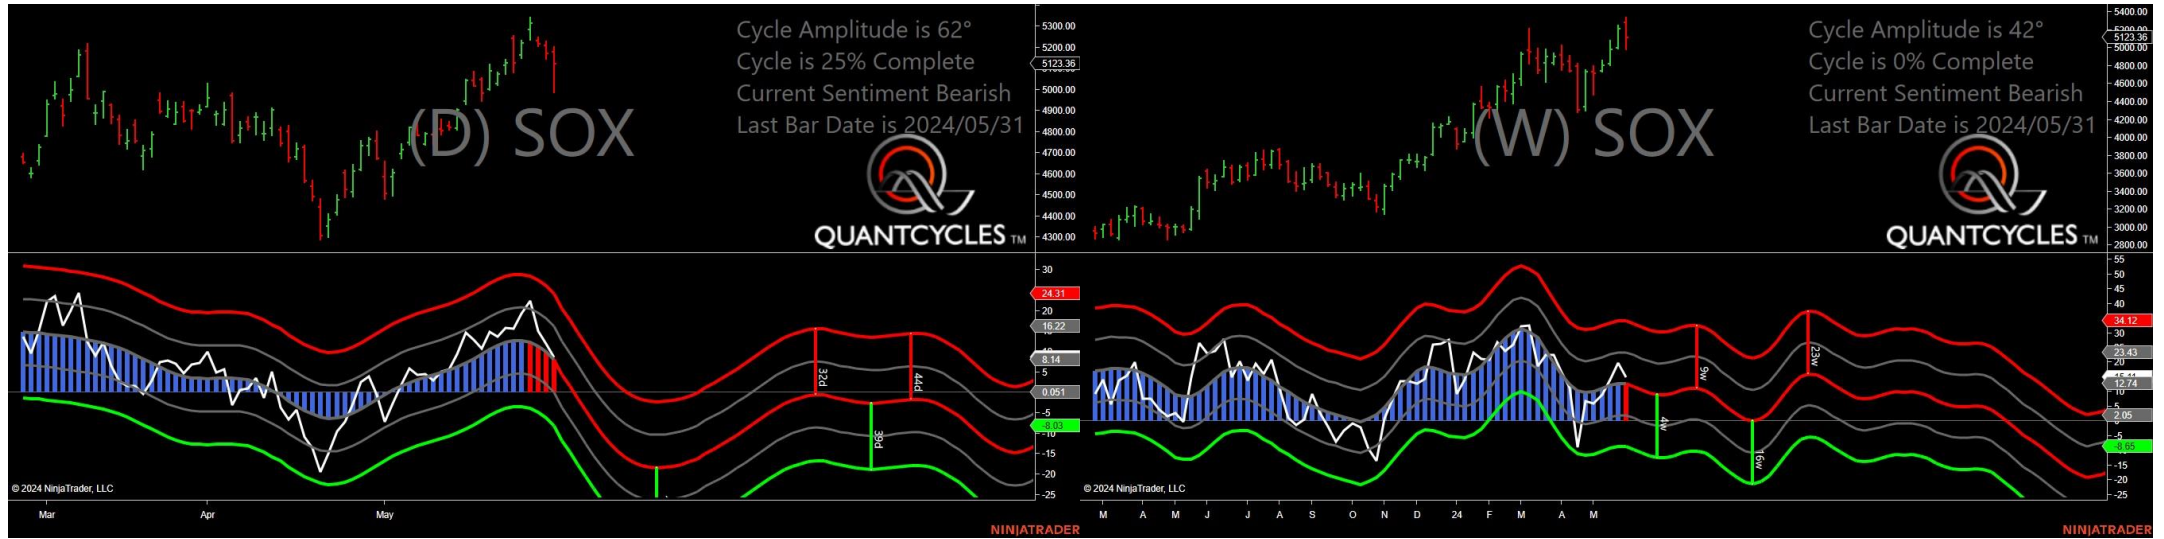 Cycle Amplitude is 62°
Cycle is 25% Complete
Current Sentiment Bearish
Last Bar Date is 2024/05/31
(D) SOX
QUANTCYCLES TM
5300.00
5200.00
5123.36
5000.00
4900.00
4800.00
4700.00
4600.00
4500.00
4400.00
4300.00
30
24.31
20
16.22
8.14
5
0.051
-5
-8.03
-10
-15
-20
-25
32d
44d
39d
© 2024 NinjaTrader, LLC
Mar Apr May
NINJATRADER
Cycle Amplitude is 42°
Cycle is 0% Complete
Current Sentiment Bearish
Last Bar Date is 2024/05/31
(W) SOX
QUANTCYCLES TM
5400.00
5123.36
5000.00
4800.00
4600.00
4400.00
4200.00
4000.00
3800.00
3600.00
3400.00
3200.00
3000.00
2800.00
55
50
45
40
34.12
30
23.43
20
12.74
10
5
2.05
-5
-8.65
-15
-20
-25
4w
9w
16w
23w
© 2024 NinjaTrader, LLC
M A M J J A S O N D 24 F M A M
NINJATRADER